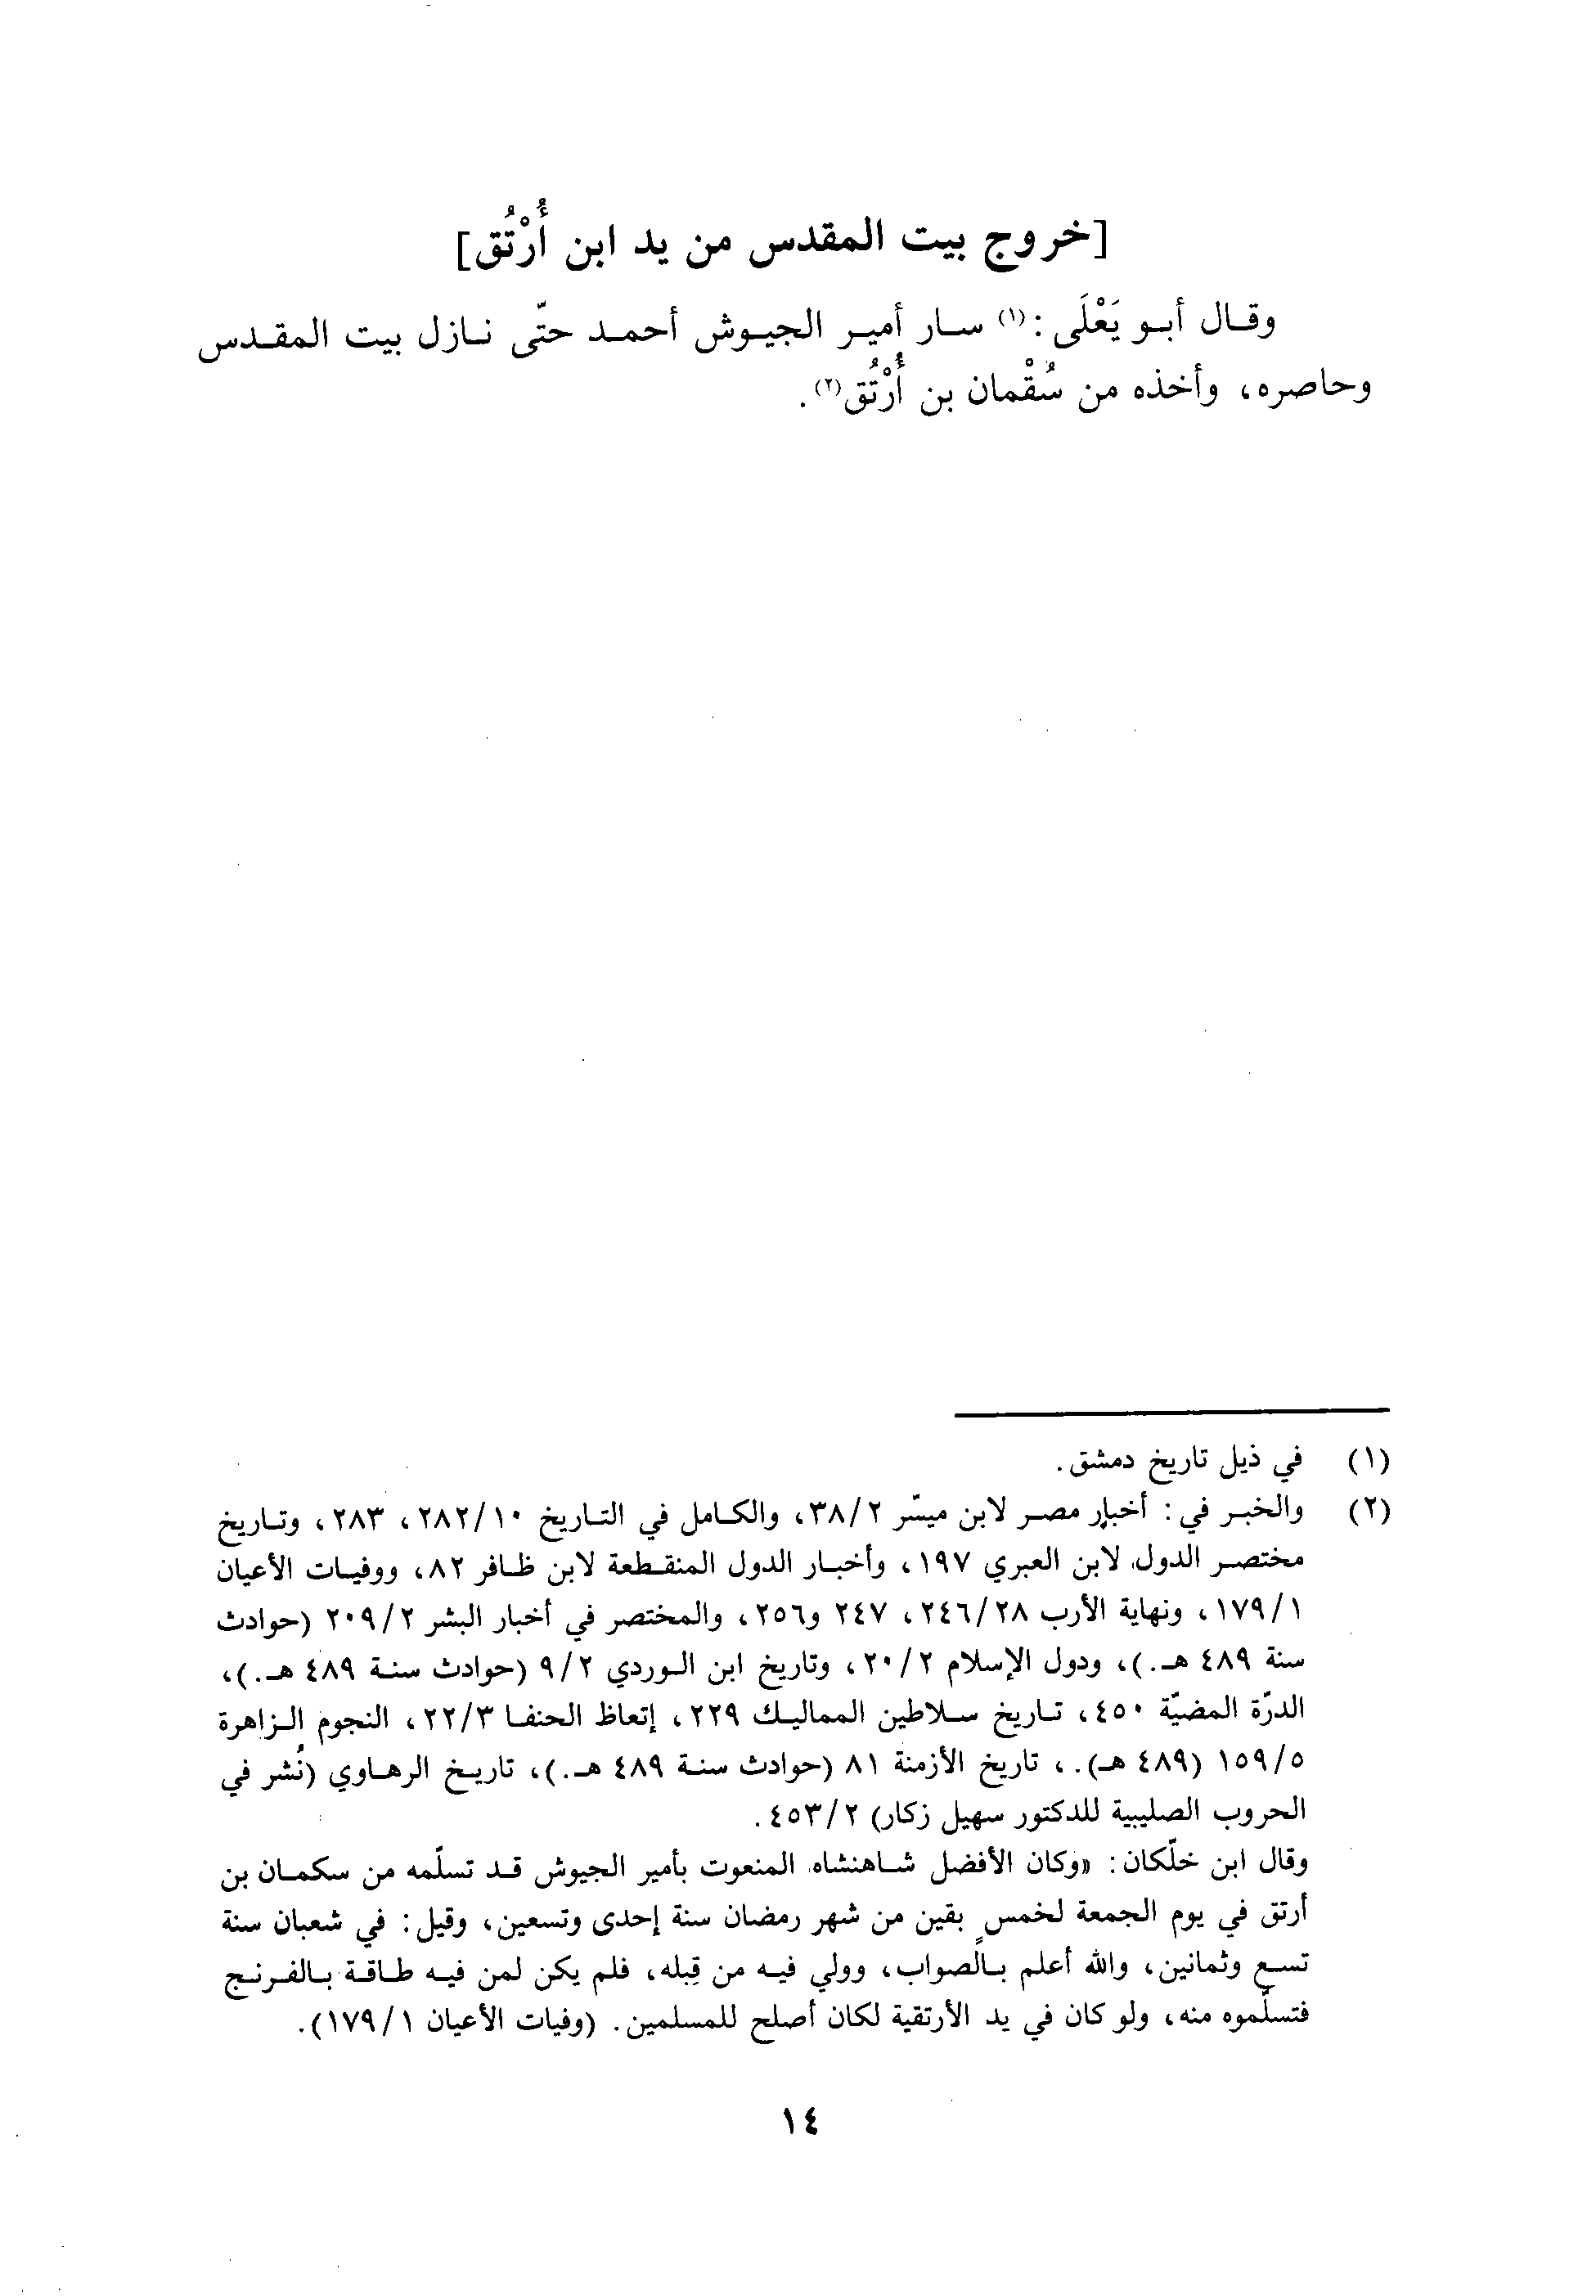 [خروج بيت المقدس من يد ابن أُرْتُق]
وقال أبو يَعْلَى:(١) سار أمير الجيوش أحمد حتّى نازل بيت المقدس
وحاصره، وأخذه من سُقْمان بن أُرْتُق(٢).
(١) في ذيل تاريخ دمشق.
(٢) والخبر في: أخبار مصر لابن ميسّر ٣٨/٢، والكامل في التاريخ ٢٨٢/١٠، ٢٨٣، وتاريخ
مختصر الدول لابن العبري ١٩٧، وأخبار الدول المنقطعة لابن ظافر ٨٢، ووفيات الأعيان
١٧٩/١، ونهاية الأرب ٢٤٦/٢٨، ٢٤٧ و٢٥٦، والمختصر في أخبار البشر ٢٠٩/٢ (حوادث
سنة ٤٨٩ هـ.)، ودول الإسلام ٢٠/٢، وتاريخ ابن الوردي ٩/٢ (حوادث سنة ٤٨٩ هـ.)،
الدرّة المضيّة ٤٥٠، تاريخ سلاطين المماليك ٢٢٩، إتعاظ الحنفا ٢٢/٣، النجوم الزاهرة
١٥٩/٥ (٤٨٩ هـ).، تاريخ الأزمنة ٨١ (حوادث سنة ٤٨٩ هـ.)، تاريخ الرهاوي (نُشر في
الحروب الصليبية للدكتور سهيل زكار) ٤٥٣/٢.
وقال ابن خلّكان: «وكان الأفضل شاهنشاه المنعوت بأمير الجيوش قد تسلّمه من سكمان بن
أرتق في يوم الجمعة لخمسٍ بقين من شهر رمضان سنة إحدى وتسعين، وقيل: في شعبان سنة
تسع وثمانين، والله أعلم بالصواب، وولي فيه من قِبله، فلم يكن لمن فيه طاقة بالفرنج
فتسلّموه منه، ولو كان في يد الأرتقية لكان أصلح للمسلمين. (وفيات الأعيان ١٧٩/١).
١٤